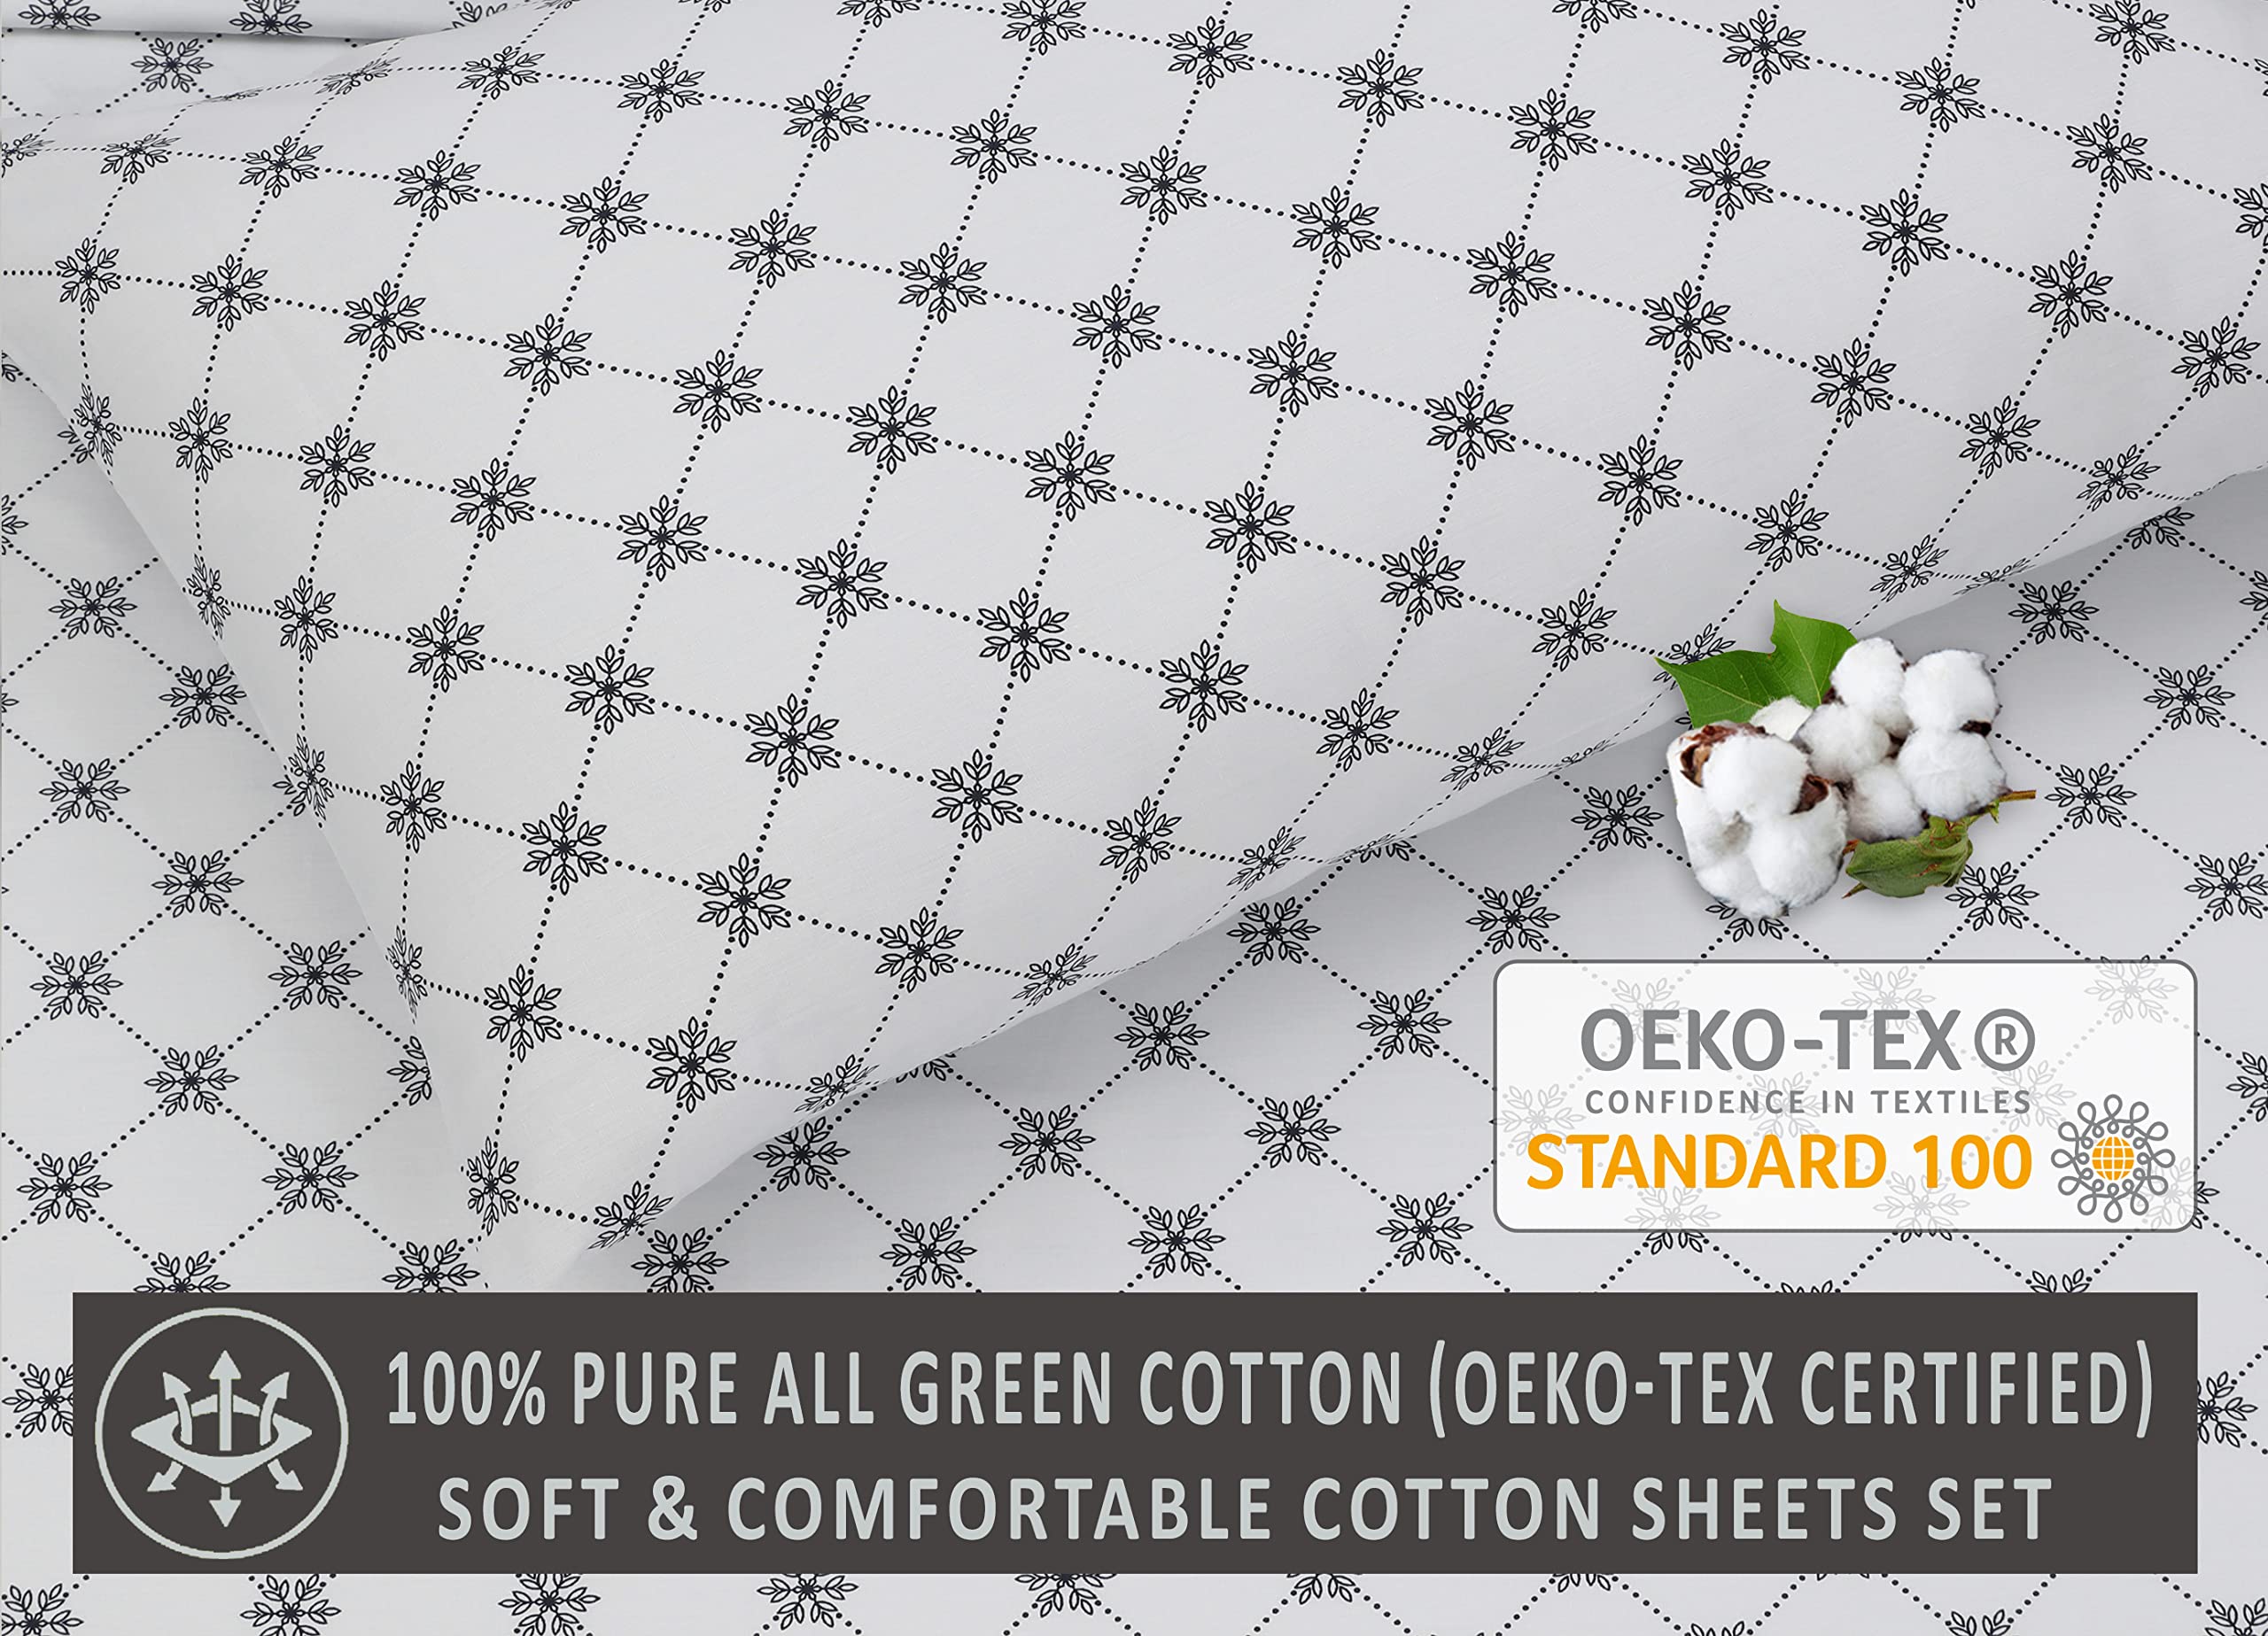 OEKO-TEX®
CONFIDENCE IN TEXTILES
STANDARD 100
100% PURE ALL GREEN COTTON (OEKO-TEX CERTIFIED)
SOFT & COMFORTABLE COTTON SHEETS SET